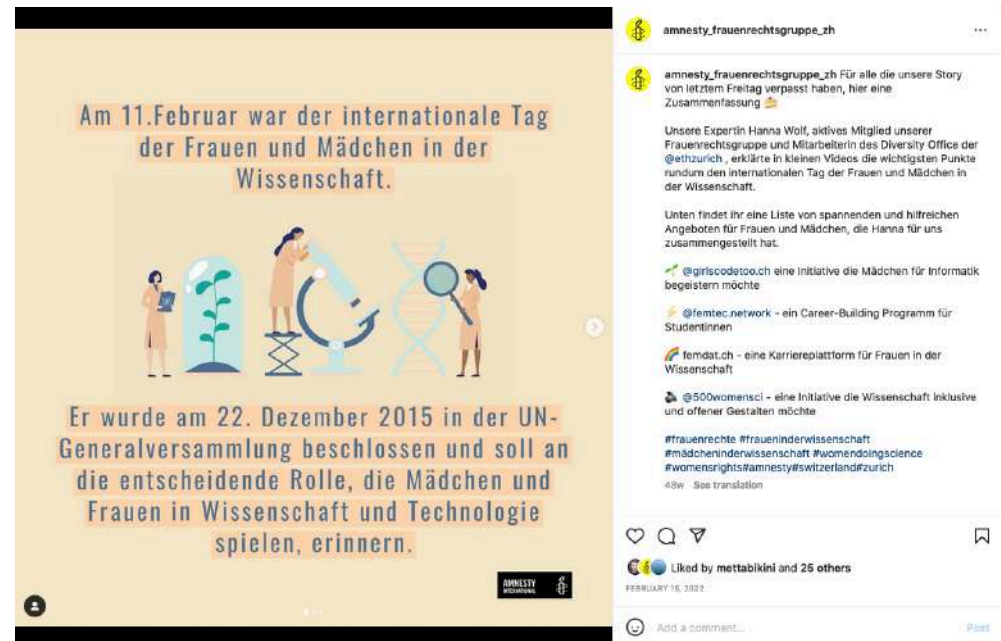 Am 11.Februar war der internationale Tag
der Frauen und Mädchen in der
Wissenschaft.
Er wurde am 22. Dezember 2015 in der UN-
Generalversammlung beschlossen und soll an
die entscheidende Rolle, die Mädchen und
Frauen in Wissenschaft und Technologie
spielen, erinnern.
AMNESTY
INTERNATIONAL
amnesty_frauenrechtsgruppe_zh
amnesty_frauenrechtsgruppe_zh Für alle die unsere Story
von letztem Freitag verpasst haben, hier eine
Zusammenfassung
Unsere Expertin Hanna Wolf, aktives Mitglied unserer
Frauenrechtsgruppe und Mitarbeiterin des Diversity Office der
@ethzurich , erklärte in kleinen Videos die wichtigsten Punkte
rundum den internationalen Tag der Frauen und Mädchen in
der Wissenschaft.
Unten findet ihr eine Liste von spannenden und hilfreichen
Angeboten für Frauen und Mädchen, die Hanna für uns
zusammengestellt hat.
@girlscodetoo.ch eine Initiative die Mädchen für Informatik
begeistern möchte
@femtec.network - ein Career-Building Programm für
Studentinnen
femdat.ch - eine Karriereplattform für Frauen in der
Wissenschaft
@500womensci - eine Initiative die Wissenschaft inklusive
und offener Gestalten möchte
#frauenrechte #fraueninderwissenschaft
#mädcheninderwissenschaft #womendoingscience
#womensrights#amnesty#switzerland#zurich
48w See translation
Liked by mettabikini and 25 others
FEBRUARY 15, 2022
Add a comment...
Post